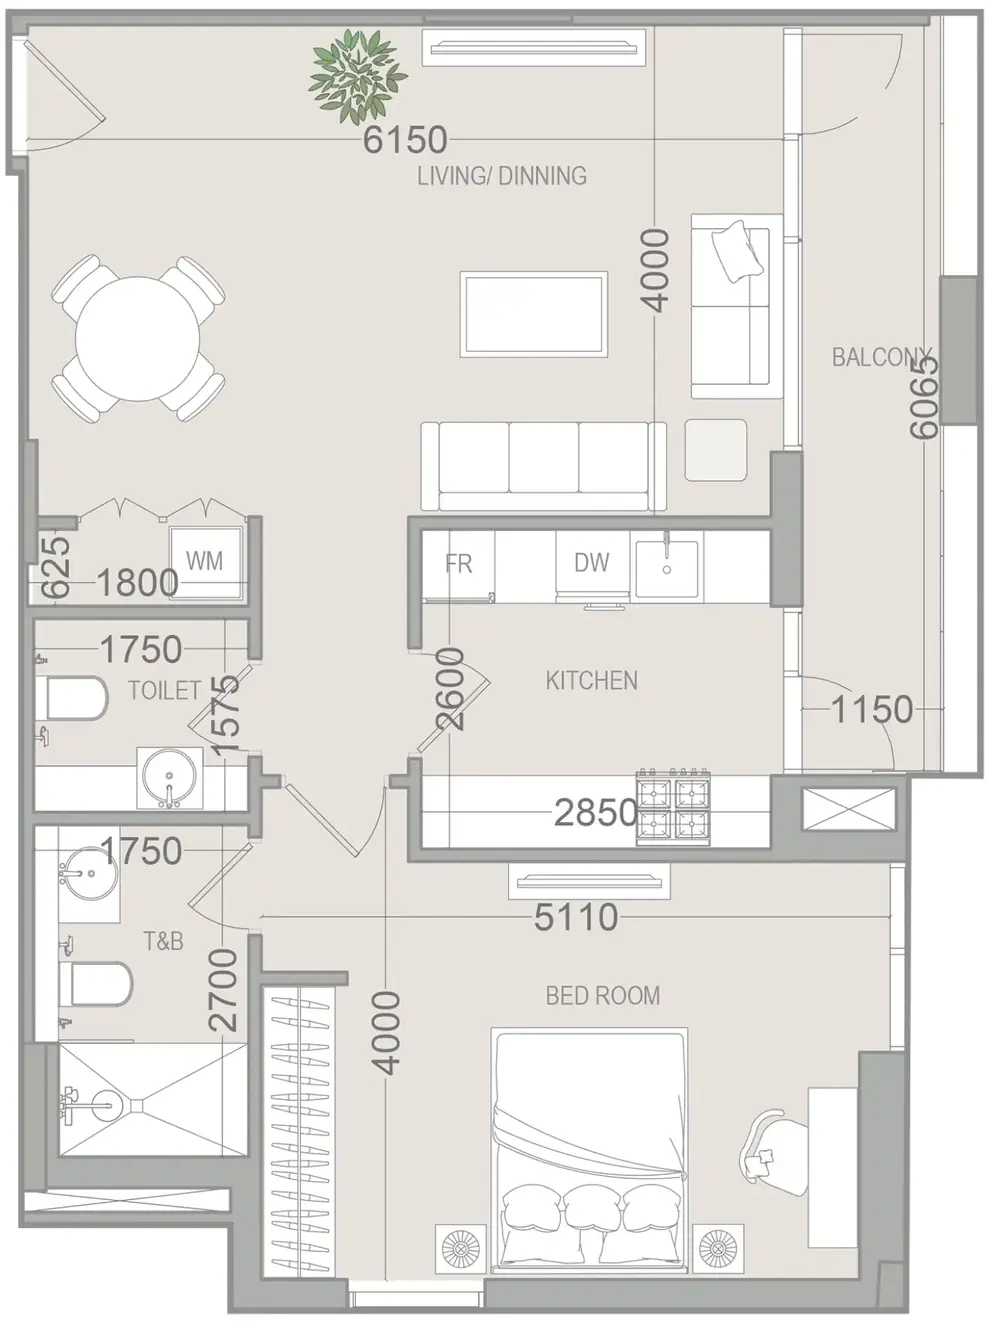 6150
LIVING/ DINNING
4000
BALCONY
6065
WM
625
1800
FR
DW
1750
TOILET
1575
2600
KITCHEN
1150
2850
1750
T&B
2700
5110
BED ROOM
4000